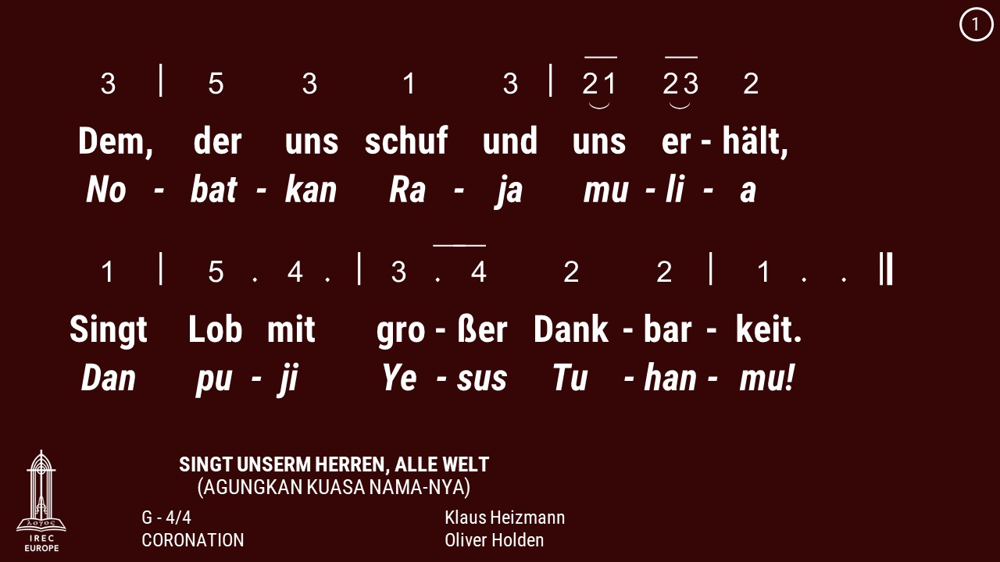 1
3 | 5 3 1 3 | 21 23 2
Dem, der uns schuf und uns er - hält,
No - bat - kan Ra - ja mu - li - a
1 | 5 . 4 . | 3 . 4 2 2 | 1 . . ‖
Singt Lob mit gro - ßer Dank - bar - keit.
Dan pu - ji Ye - sus Tu - han - mu!
SINGT UNSERM HERREN, ALLE WELT
(AGUNGKAN KUASA NAMA-NYA)
G - 4/4 Klaus Heizmann
CORONATION Oliver Holden
λογος
IREC
EUROPE